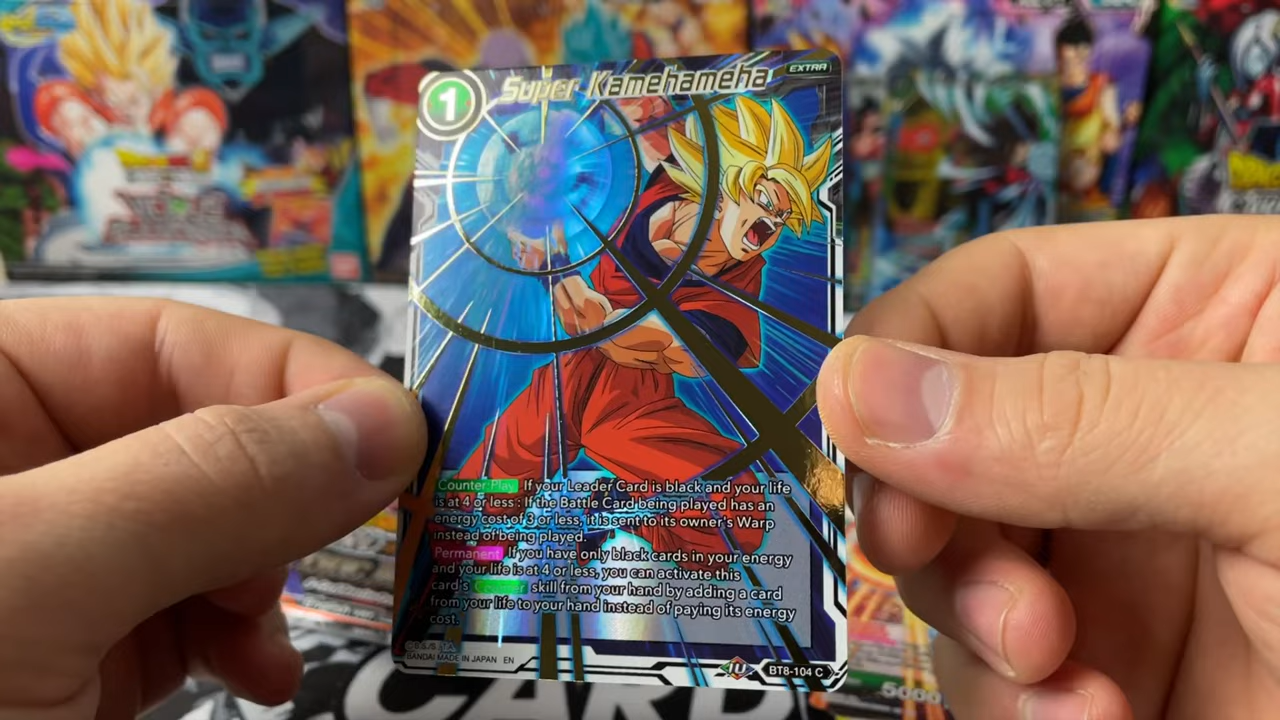 Super Kamehameha
EXTRA
1
Counter:Play If your Leader Card is black and your life
is at 4 or less : If the Battle Card being played has an
energy cost of 3 or less, it is sent to its owner's Warp
instead of being played.
Permanent If you have only black cards in your energy
and your life is at 4 or less, you can activate this
card's Counter skill from your hand by adding a card
from your life to your hand instead of paying its energy
cost.
BANDAI MADE IN JAPAN EN
1U
BT8-104 C
5000
CARD